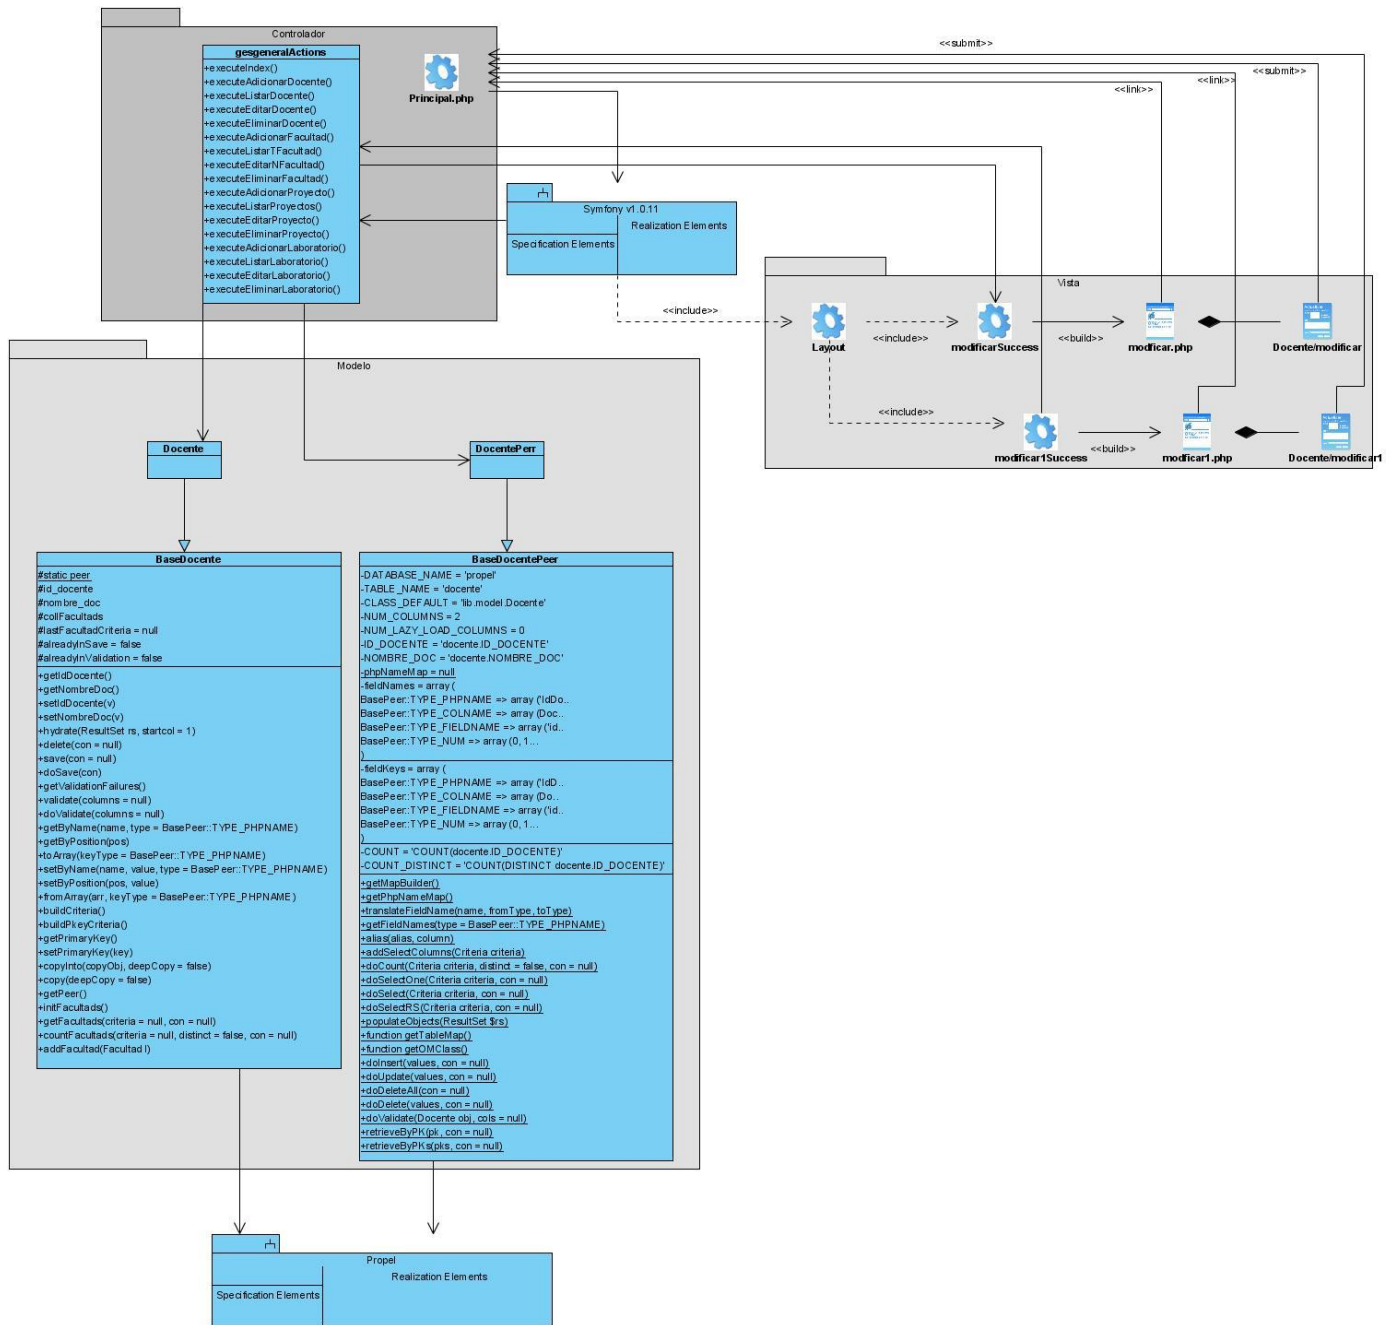 Controlador
gesgeneralActions
+executeIndex()
+executeAdicionarDocente()
+executeListarDocente()
+executeEditarDocente()
+executeEliminarDocente()
+executeAdicionarFacultad()
+executeListarTFacultad()
+executeEditarNFacultad()
+executeEliminarFacultad()
+executeAdicionarProyecto()
+executeListarProyectos()
+executeEditarProyecto()
+executeEliminarProyecto()
+executeAdicionarLaboratorio()
+executeListarLaboratorio()
+executeEditarLaboratorio()
+executeEliminarLaboratorio()
Principal.php
<<submit>>
<<submit>>
<<link>>
<<link>>
Symfony v1.0.11
Realization Elements
Specification Elements
Vista
<<include>>
Layout
<<include>>
modificarSuccess
<<build>>
modficar.php
Docente/modificar
<<include>>
modificar1Success
<<build>>
modficar1.php
Docente/modificar1
Modelo
Docente
DocentePerr
BaseDocente
#static peer
#id_docente
#nombre_doc
#collFacultads
#lastFacultadCriteria = null
#alreadyInSave = false
#alreadyInValidation = false
+getIdDocente()
+getNombreDoc()
+setIdDocente(v)
+setNombreDoc(v)
+hydrate(ResultSet rs, startcol = 1)
+delete(con = null)
+save(con = null)
+doSave(con)
+getValidationFailures()
+validate(columns = null)
+doValidate(columns = null)
+getByName(name, type = BasePeer::TYPE_PHPNAME)
+getByPosition(pos)
+toArray(keyType = BasePeer::TYPE_PHPNAME)
+setByName(name, value, type = BasePeer::TYPE_PHPNAME)
+setByPosition(pos, value)
+fromArray(arr, keyType = BasePeer::TYPE_PHPNAME)
+buildCriteria()
+buildPkeyCriteria()
+getPrimaryKey()
+setPrimaryKey(key)
+copyInto(copyObj, deepCopy = false)
+copy(deepCopy = false)
+getPeer()
+initFacultads()
+getFacultads(criteria = null, con = null)
+countFacultads(criteria = null, distinct = false, con = null)
+addFacultad(Facultad l)
BaseDocentePeer
-DATABASE_NAME = 'propel'
-TABLE_NAME = 'docente'
-CLASS_DEFAULT = 'lib.model.Docente'
-NUM_COLUMNS = 2
-NUM_LAZY_LOAD_COLUMNS = 0
-ID_DOCENTE = 'docente.ID_DOCENTE'
-NOMBRE_DOC = 'docente.NOMBRE_DOC'
-phpNameMap = null
-fieldNames = array (
BasePeer::TYPE_PHPNAME => array ('IdDo..
BasePeer::TYPE_COLNAME => array (Doc..
BasePeer::TYPE_FIELDNAME => array ('id..
BasePeer::TYPE_NUM => array (0, 1...
)
-fieldKeys = array (
BasePeer::TYPE_PHPNAME => array ('IdD..
BasePeer::TYPE_COLNAME => array (Do..
BasePeer::TYPE_FIELDNAME => array ('id..
BasePeer::TYPE_NUM => array (0, 1...
)
-COUNT = 'COUNT(docente.ID_DOCENTE)'
-COUNT_DISTINCT = 'COUNT(DISTINCT docente.ID_DOCENTE)'
+getMapBuilder()
+getPhpNameMap()
+translateFieldName(name, fromType, toType)
+getFieldNames(type = BasePeer::TYPE_PHPNAME)
+alias(alias, column)
+addSelectColumns(Criteria criteria)
+doCount(Criteria criteria, distinct = false, con = null)
+doSelectOne(Criteria criteria, con = null)
+doSelect(Criteria criteria, con = null)
+doSelectRS(Criteria criteria, con = null)
+populateObjects(ResultSet $rs)
+function getTableMap()
+function getOMClass()
+doInsert(values, con = null)
+doUpdate(values, con = null)
+doDeleteAll(con = null)
+doDelete(values, con = null)
+doValidate(Docente obj, cols = null)
+retrieveByPK(pk, con = null)
+retrieveByPKs(pks, con = null)
Propel
Realization Elements
Specification Elements